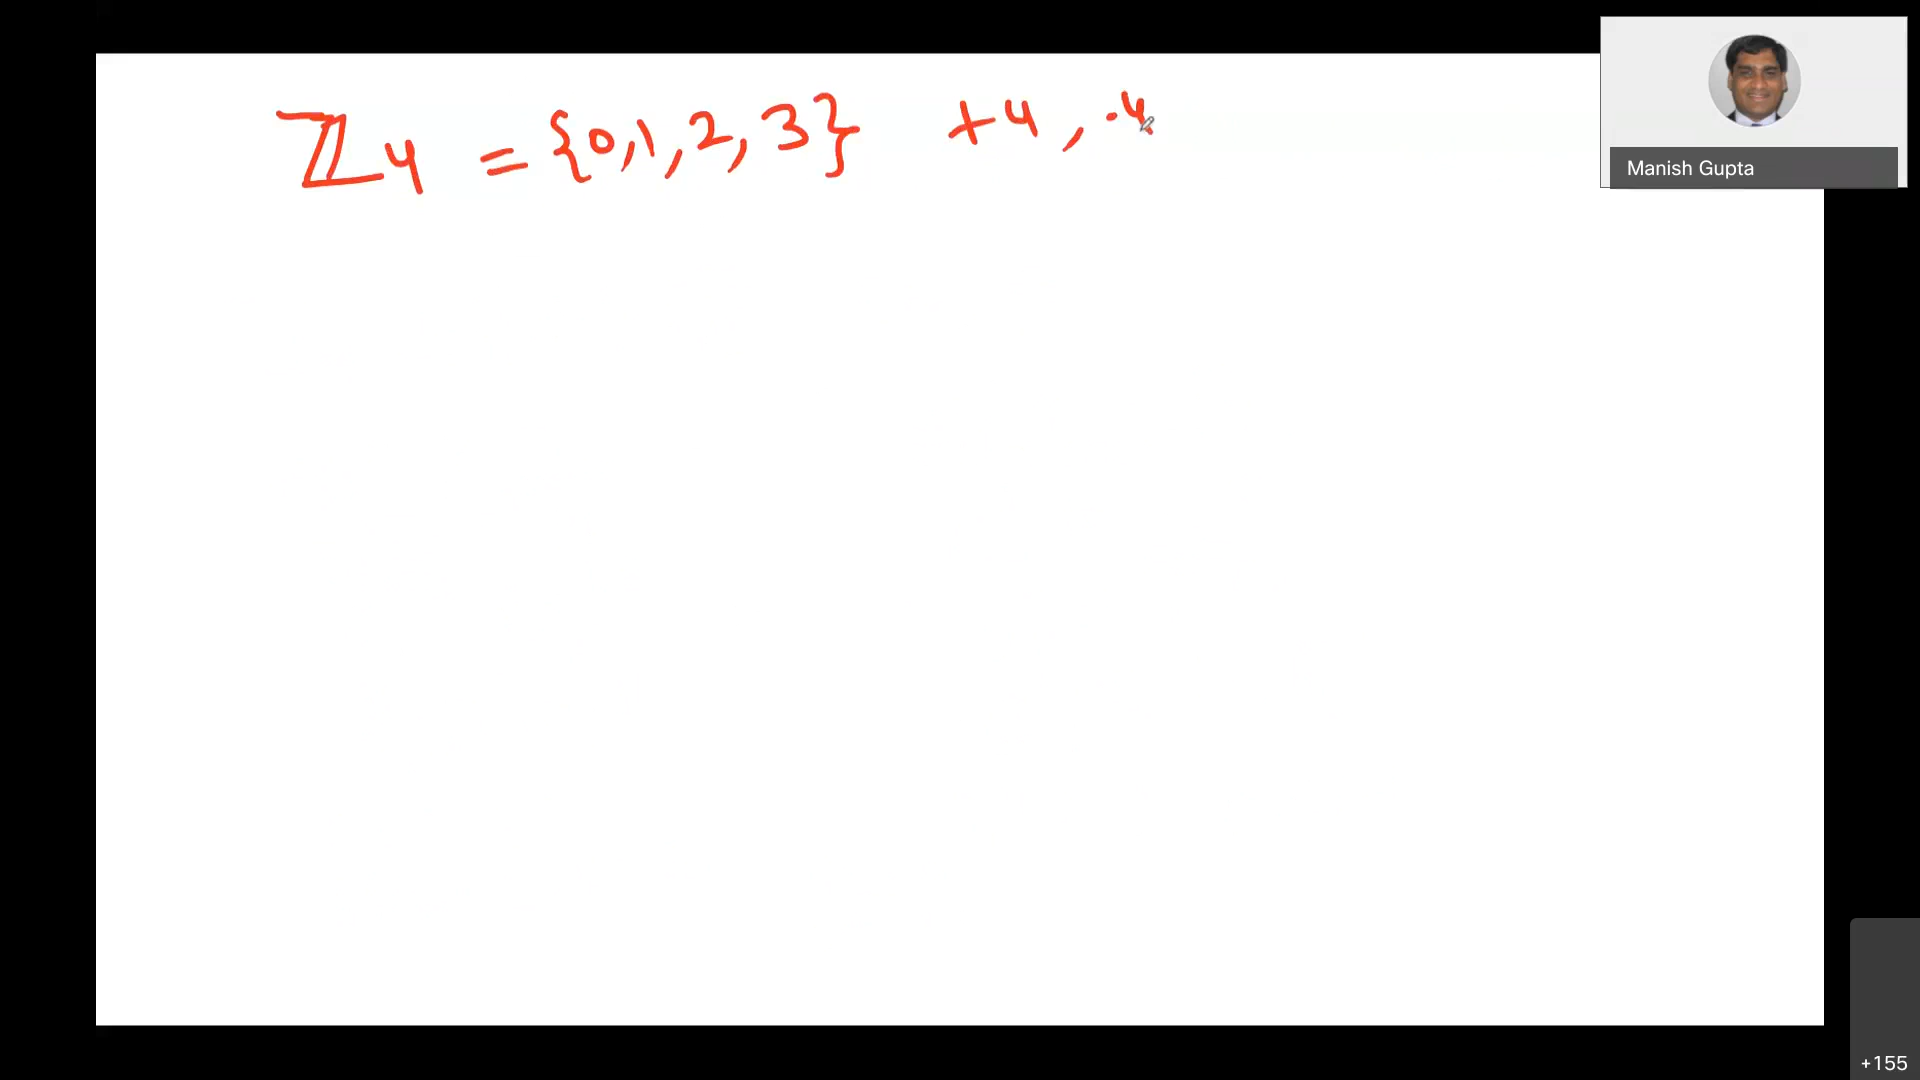 ℤ4 = {0,1,2,3} +4, ·4
Manish Gupta
+155